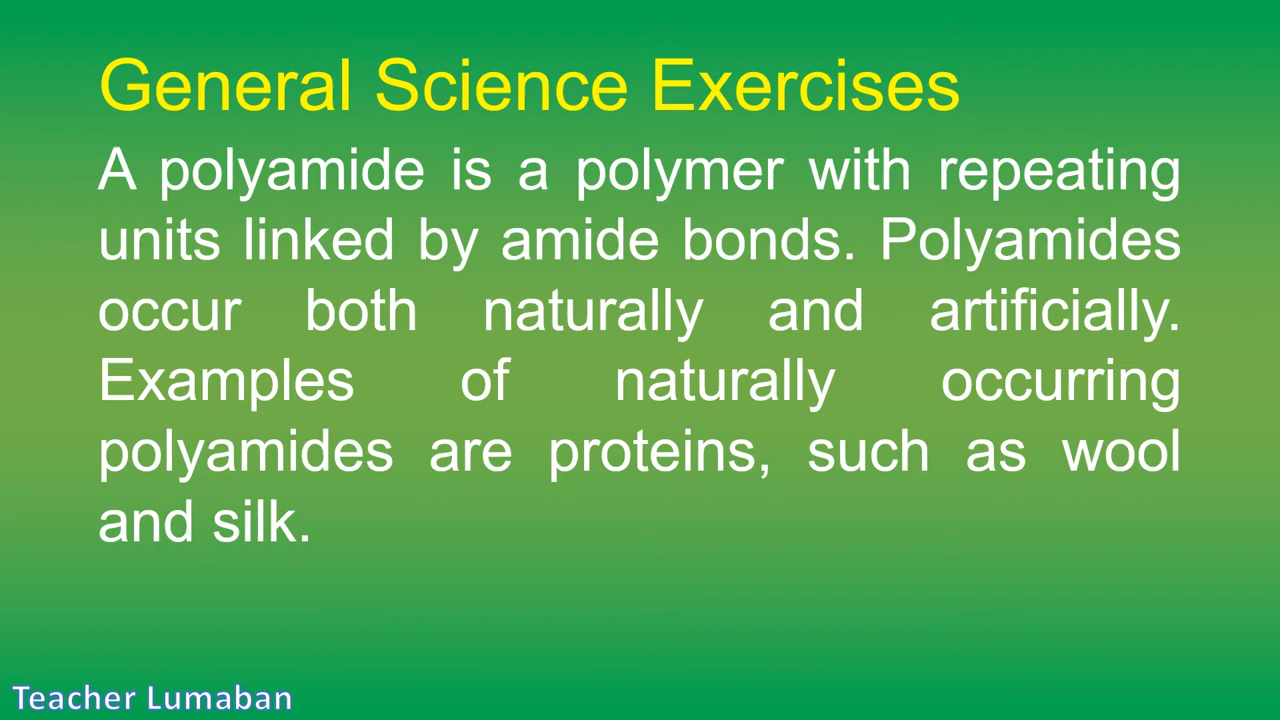 General Science Exercises
A polyamide is a polymer with repeating
units linked by amide bonds. Polyamides
occur both naturally and artificially.
Examples of naturally occurring
polyamides are proteins, such as wool
and silk.
Teacher Lumaban